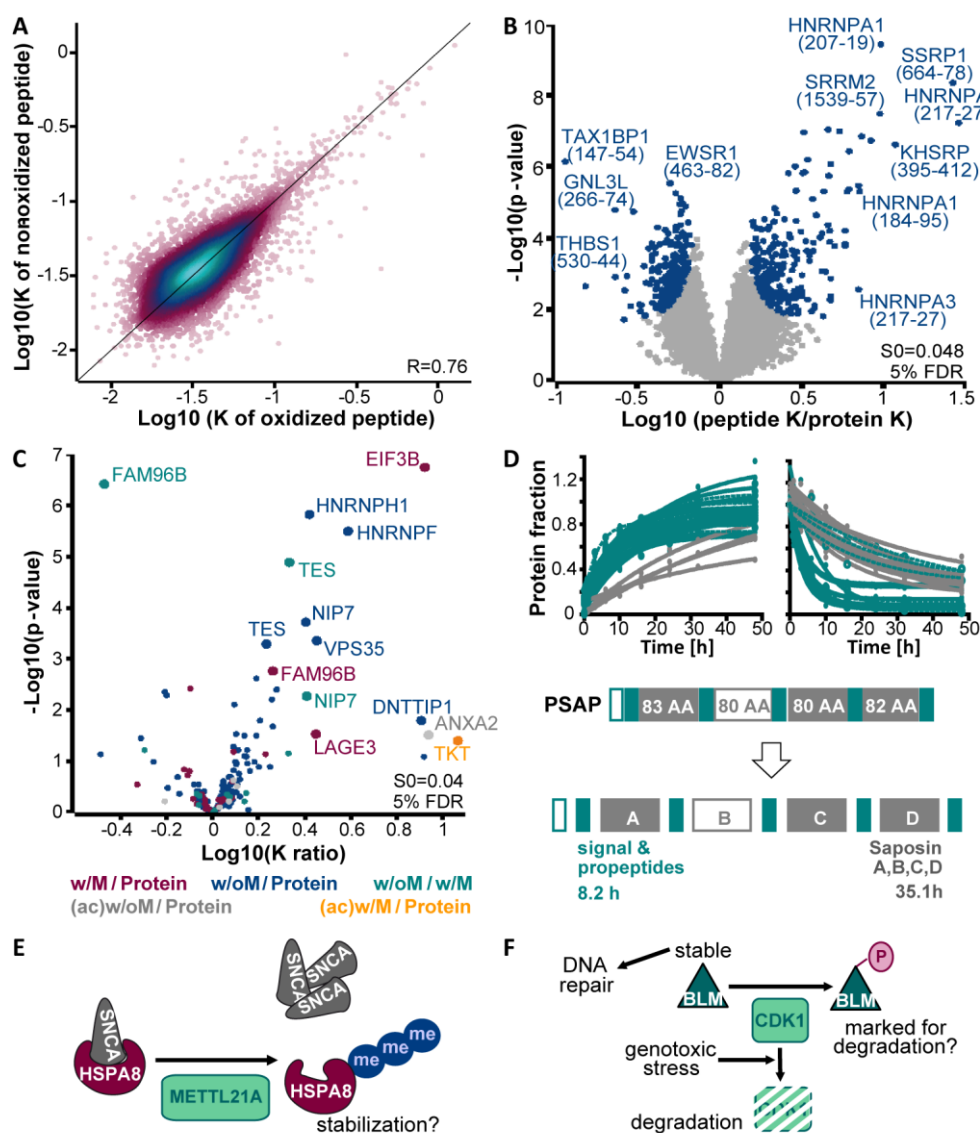 A
Log10(K of nonoxidized peptide)
0
-0.5
-1
-1.5
-2
-2
-1.5
-1
-0.5
0
R=0.76
Log10 (K of oxidized peptide)
B
-Log10(p -value)
10
8
6
4
2
0
-1
0
1
1.5
HNRNPA1
(207-19)
SSRP1
(664-78)
SRRM2
(1539-57)
HNRNPA
(217-27
TAX1BP1
(147-54)
EWSR1
(463-82)
KHSRP
(395-412)
GNL3L
(266-74)
HNRNPA1
(184-95)
THBS1
(530-44)
HNRNPA3
(217-27)
S0=0.048
5% FDR
Log10 (peptide K/protein K)
C
-Log10(p-value)
7
6
5
4
3
2
1
0
-0.4
-0.2
0
0.2
0.4
0.6
0.8
1
FAM96B
EIF3B
HNRNPH1
HNRNPF
TES
NIP7
TES
VPS35
FAM96B
NIP7
DNTTIP1
ANXA2
LAGE3
TKT
S0=0.04
5% FDR
Log10(K ratio)
w/M / Protein w/oM / Protein w/oM / w/M
(ac)w/oM / Protein (ac)w/M / Protein
D
Protein fraction
1.2
0.8
0.4
0
0 10 20 30 40 50
Time [h]
0 10 20 30 40 50
Time [h]
PSAP
83 AA 80 AA 80 AA 82 AA
A B C D
signal &
propeptides
8.2 h
Saposin
A,B,C,D
35.1h
E
SNCA
HSPA8
METTL21A
SNCA
SNCA
SNCA
HSPA8
me me me
stabilization?
F
DNA
repair
stable
BLM
CDK1
P
BLM
marked for
degradation?
genotoxic
stress
degradation